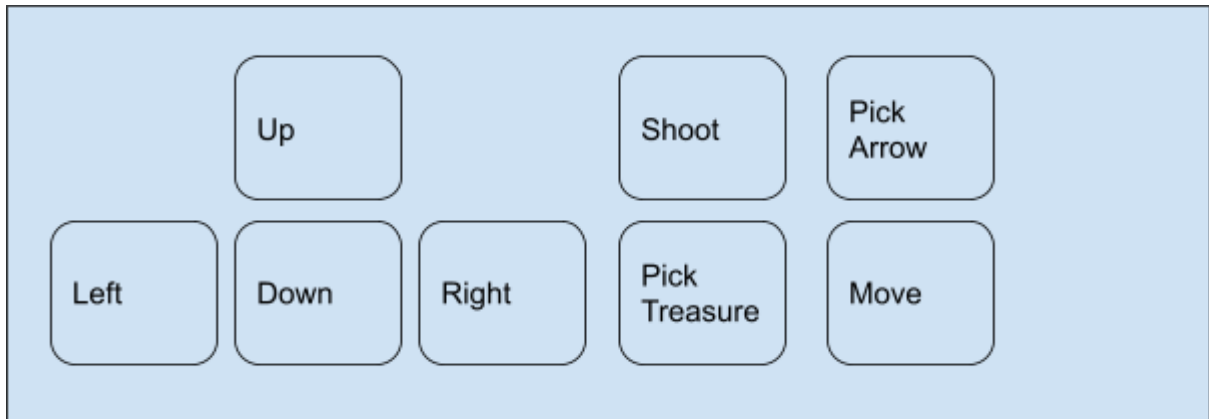 Up
Shoot
Pick
Arrow
Left
Down
Right
Pick
Treasure
Move